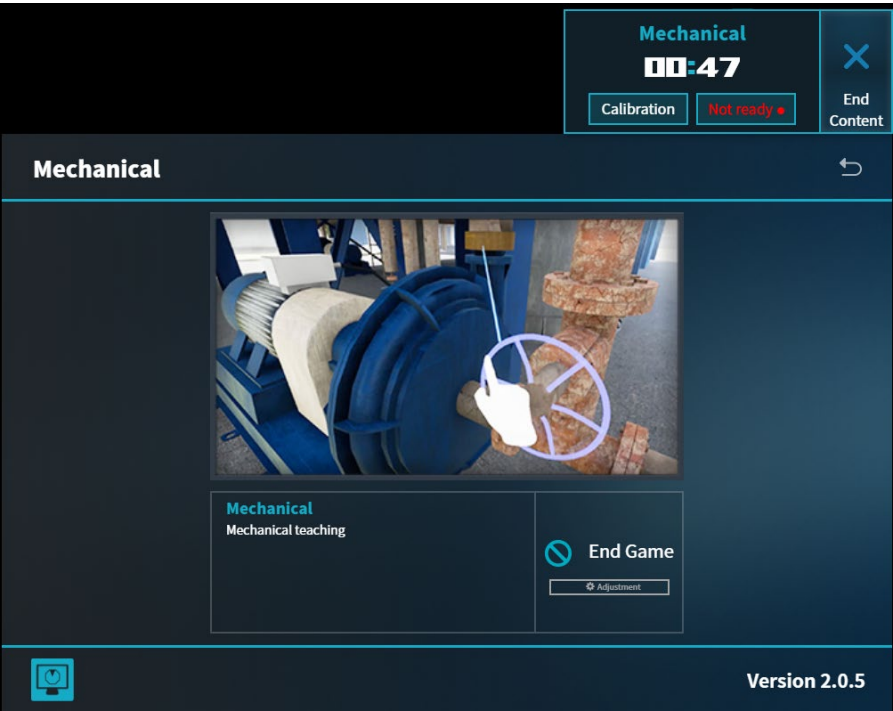 Mechanical
00:47
Calibration
Not ready
End
Content
Mechanical
Mechanical
Mechanical teaching
End Game
Adjustment
Version 2.0.5